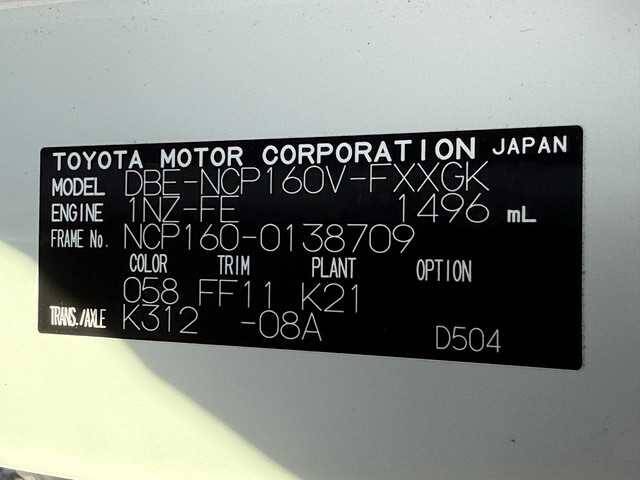 TOYOTA MOTOR CORPORATION JAPAN
MODEL DBE-NCP160V-FXXGK
ENGINE 1NZ-FE 1496 mL
FRAME No. NCP160-0138709
COLOR TRIM PLANT OPTION
058 FF11 K21
TRANS./AXLE K312 -08A D504